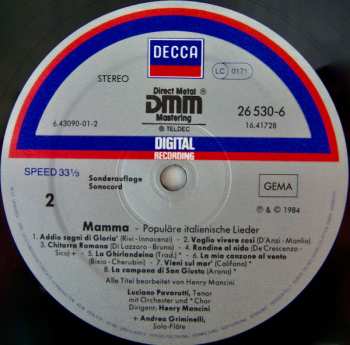 DECCA
STEREO
LC 0171
Direct Metal ®
DMM
Mastering
Ⓟ TELDEC
6.43090-01-2
26 530-6
16.41728
DIGITAL
RECORDING
SPEED 33⅓
Sonderauflage
Sonocord
GEMA
2
Ⓟ & © 1984
Mamma - Populäre italienische Lieder
1. Addio sogni di Gloria* (Rivi - Innocenzi) 2. Voglio vivere così (D'Anzi - Manlio)
3. Chitarra Romana (Di Lazzaro - Bruno) 4. Rondine al nido (De Crescenzo -
Sica) + 5. La Ghirlandeina (Trad.)* 6. La mia canzone al vento
(Bixio - Cherubini) 7. Vieni sul mar* (Califona)*
8. La campana di San Giusto (Arona)*
Alle Titel bearbeitet von Henry Mancini
Luciano Pavarotti, Tenor
mit Orchester und *Chor
Dirigent: Henry Mancini
+ Andrea Griminelli,
Solo-Flöte